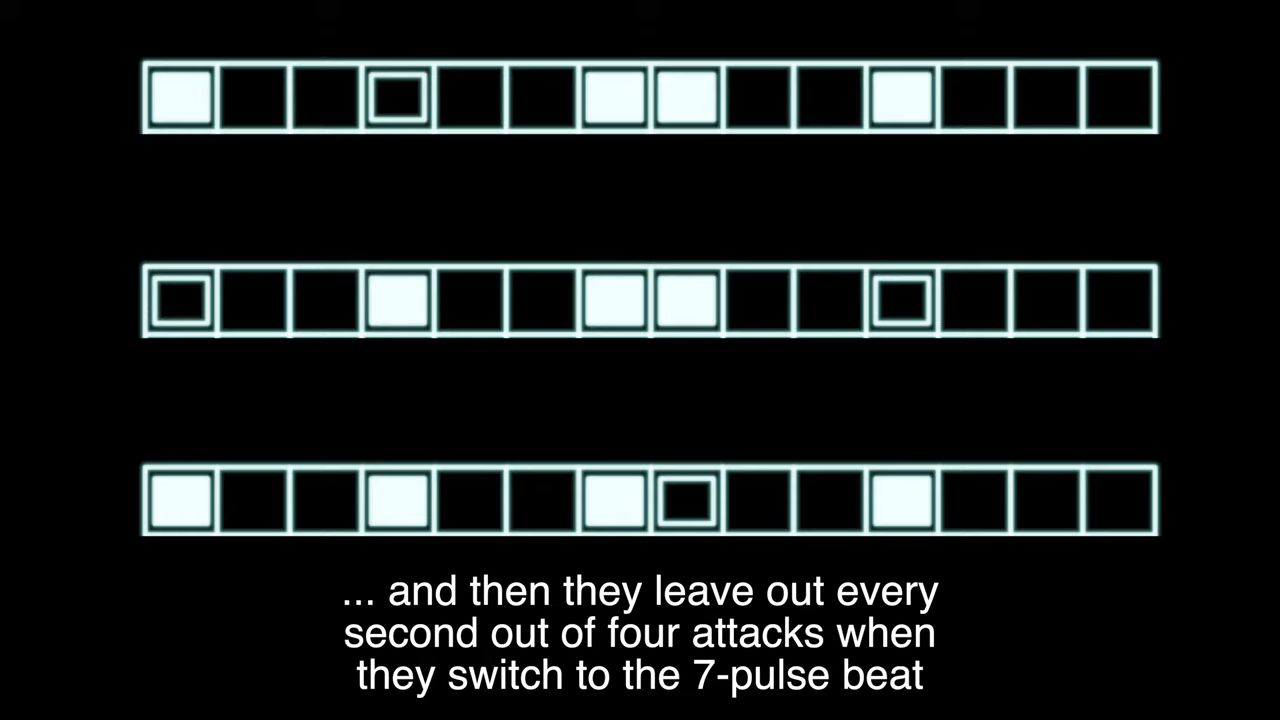 ... and then they leave out every
second out of four attacks when
they switch to the 7-pulse beat